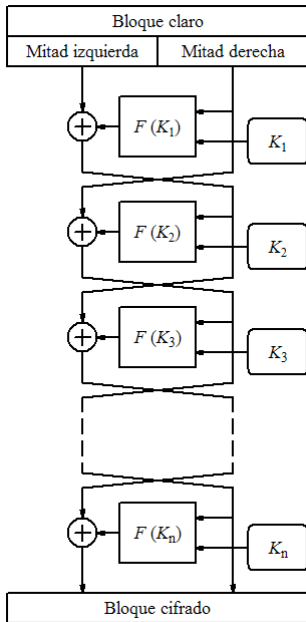 Bloque claro
Mitad izquierda Mitad derecha
F (K1)
K1
F (K2)
K2
F (K3)
K3
F (Kn)
Kn
Bloque cifrado